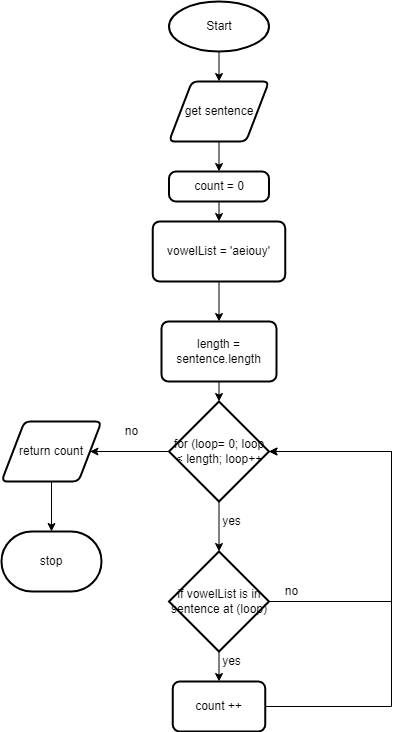 Start
get sentence
count = 0
vowelList = 'aeiouy'
length =
sentence.length
for (loop= 0; loop
< length; loop++
no
return count
stop
yes
if vowelList is in
sentence at (loop)
no
yes
count ++